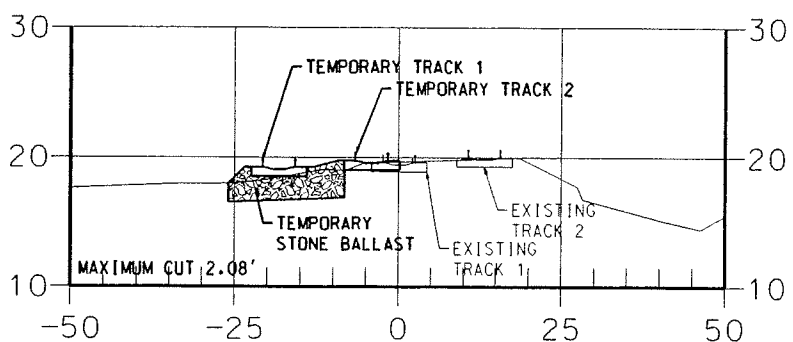 30
30
TEMPORARY TRACK 1
TEMPORARY TRACK 2
20
20
TEMPORARY
STONE BALLAST
EXISTING
TRACK 2
EXISTING
TRACK 1
MAXIMUM CUT 2.08'
10
10
-50
-25
0
25
50